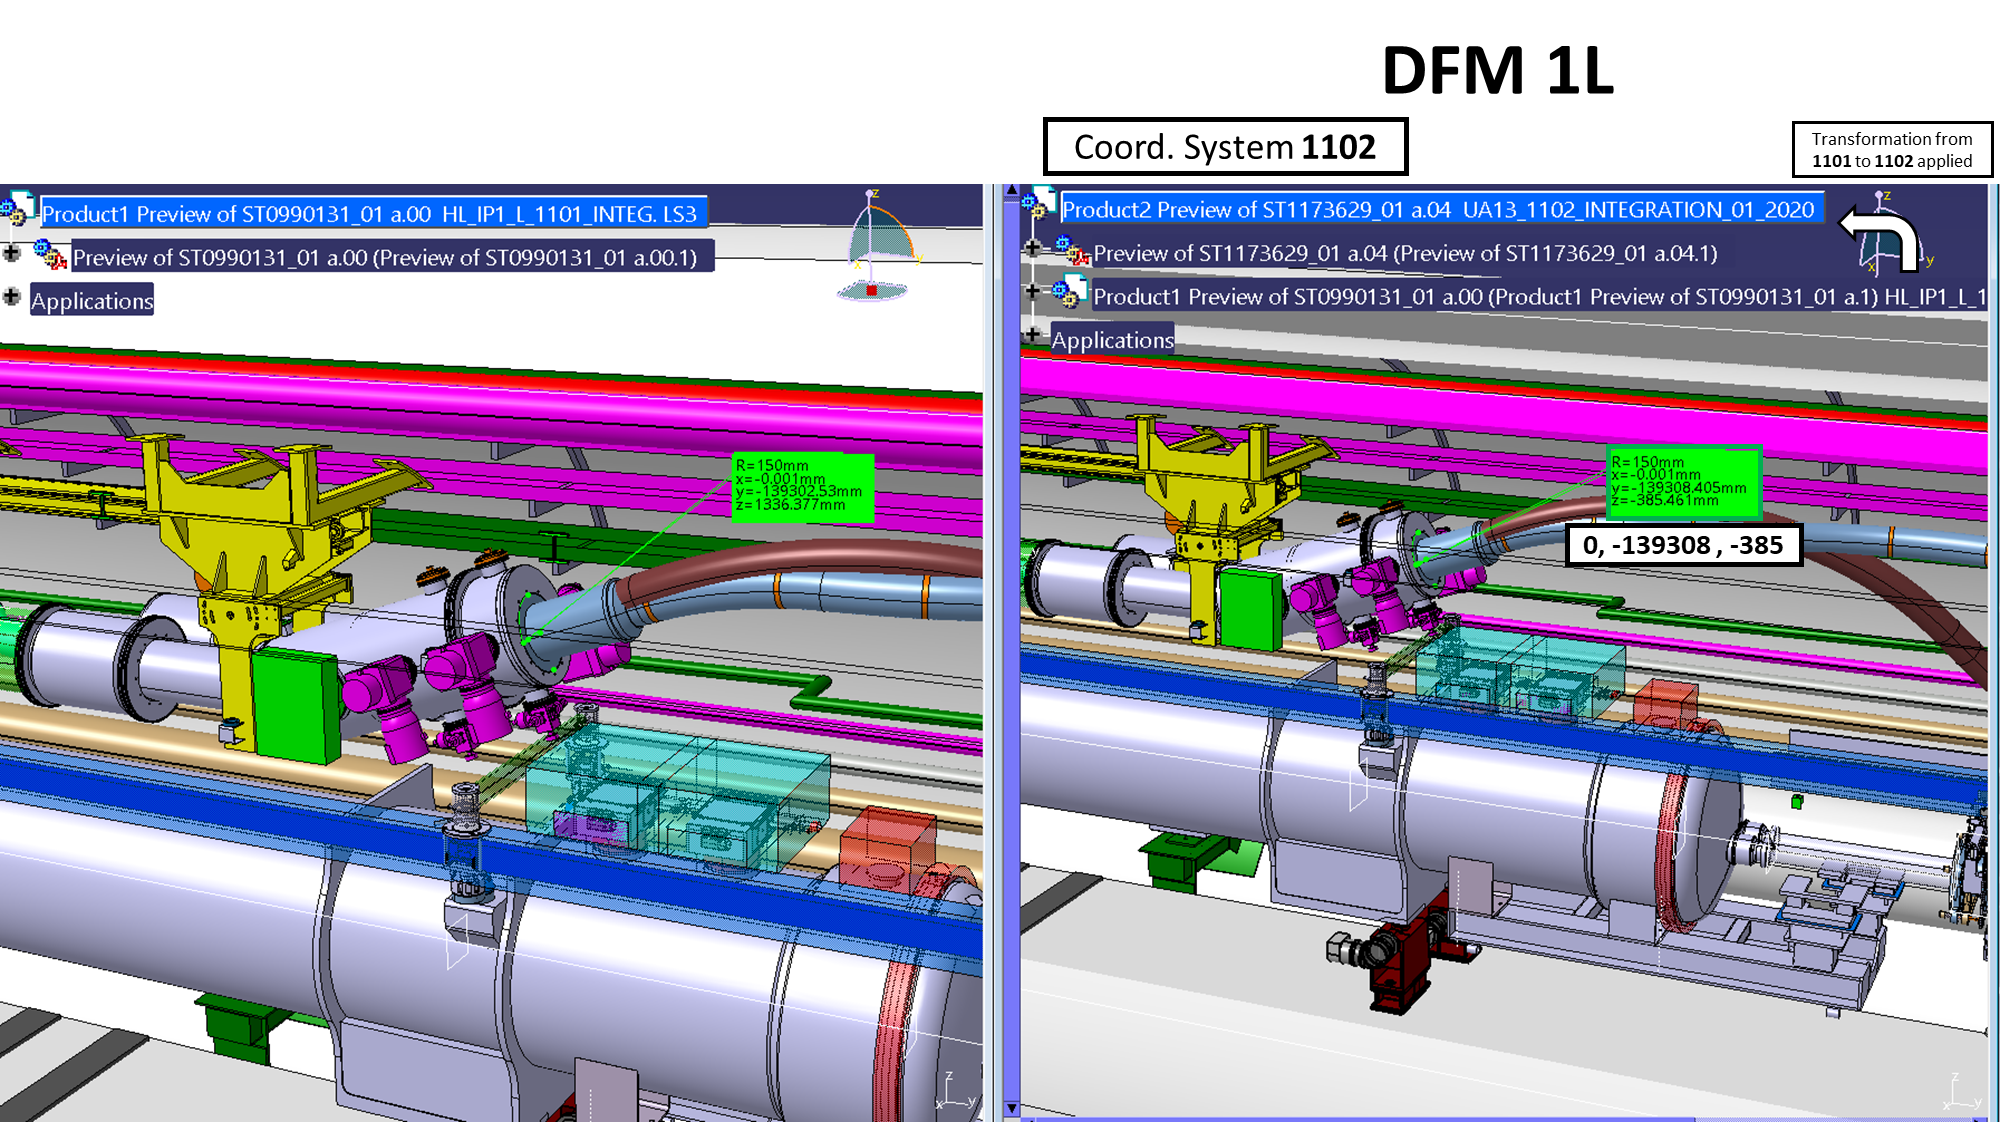 DFM 1L
Coord. System 1102
Transformation from
1101 to 1102 applied
Product1 Preview of ST0990131_01 a.00 HL_IP1_L_1101_INTEG. LS3
Preview of ST0990131_01 a.00 (Preview of ST0990131_01 a.00.1)
Applications
z
y
x
R=150mm
x=-0.001mm
y=-139302.53mm
z=1336.377mm
z
x
y
Product2 Preview of ST1173629_01 a.04 UA13_1102_INTEGRATION_01_2020
Preview of ST1173629_01 a.04 (Preview of ST1173629_01 a.04.1)
Product1 Preview of ST0990131_01 a.00 (Product1 Preview of ST0990131_01 a.1) HL_IP1_L_1
Applications
z
y
x
R=150mm
x=-0.001mm
y=-139308.405mm
z=-385.461mm
0, -139308 , -385
z
x
y